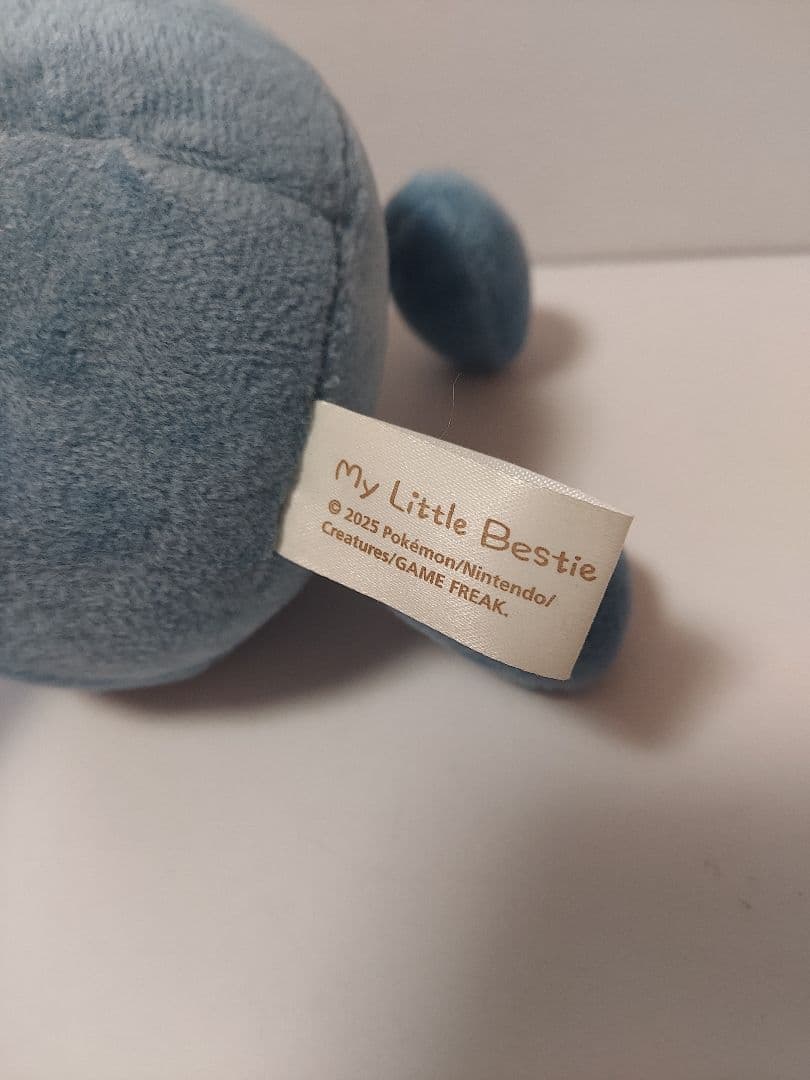 My Little Bestie
© 2025 Pokémon/Nintendo/
Creatures/GAME FREAK.